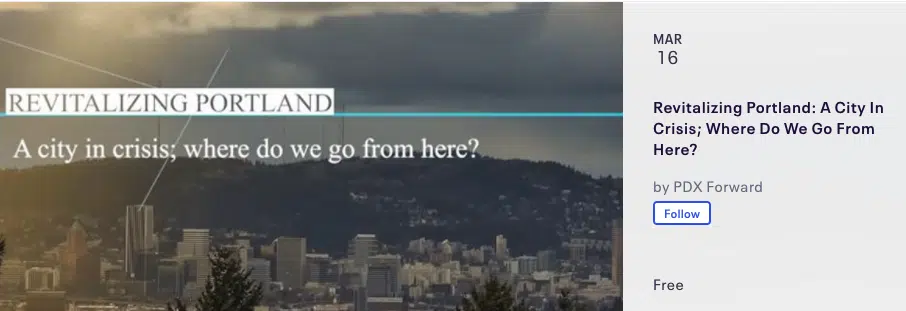 REVITALIZING PORTLAND
A city in crisis; where do we go from here?
MAR
16
Revitalizing Portland: A City In
Crisis; Where Do We Go From
Here?
by PDX Forward
Follow
Free